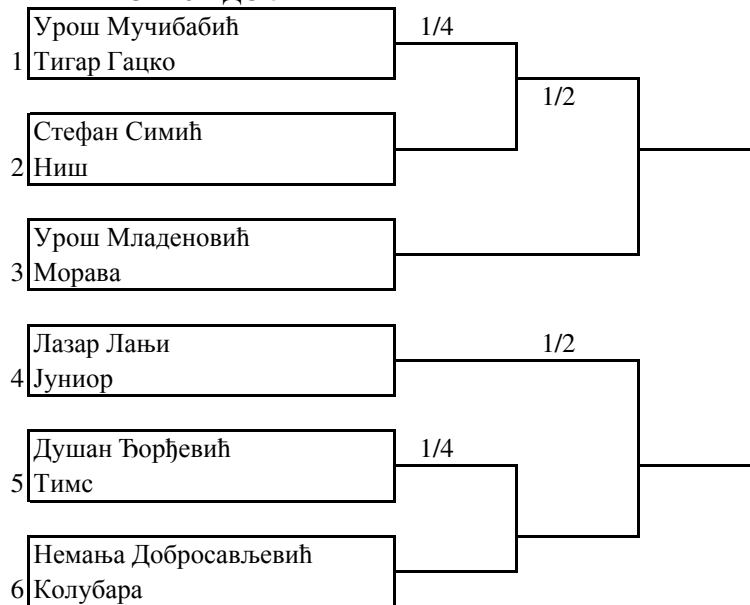 Урош Мучибабић 1/4
1 Тигар Гацко
1/2
Стефан Симић
2 Ниш
Урош Младеновић
3 Морава
Лазар Лањи 1/2
4 Јуниор
Душан Ђорђевић 1/4
5 Тимс
Немања Добросављевић
6 Колубара